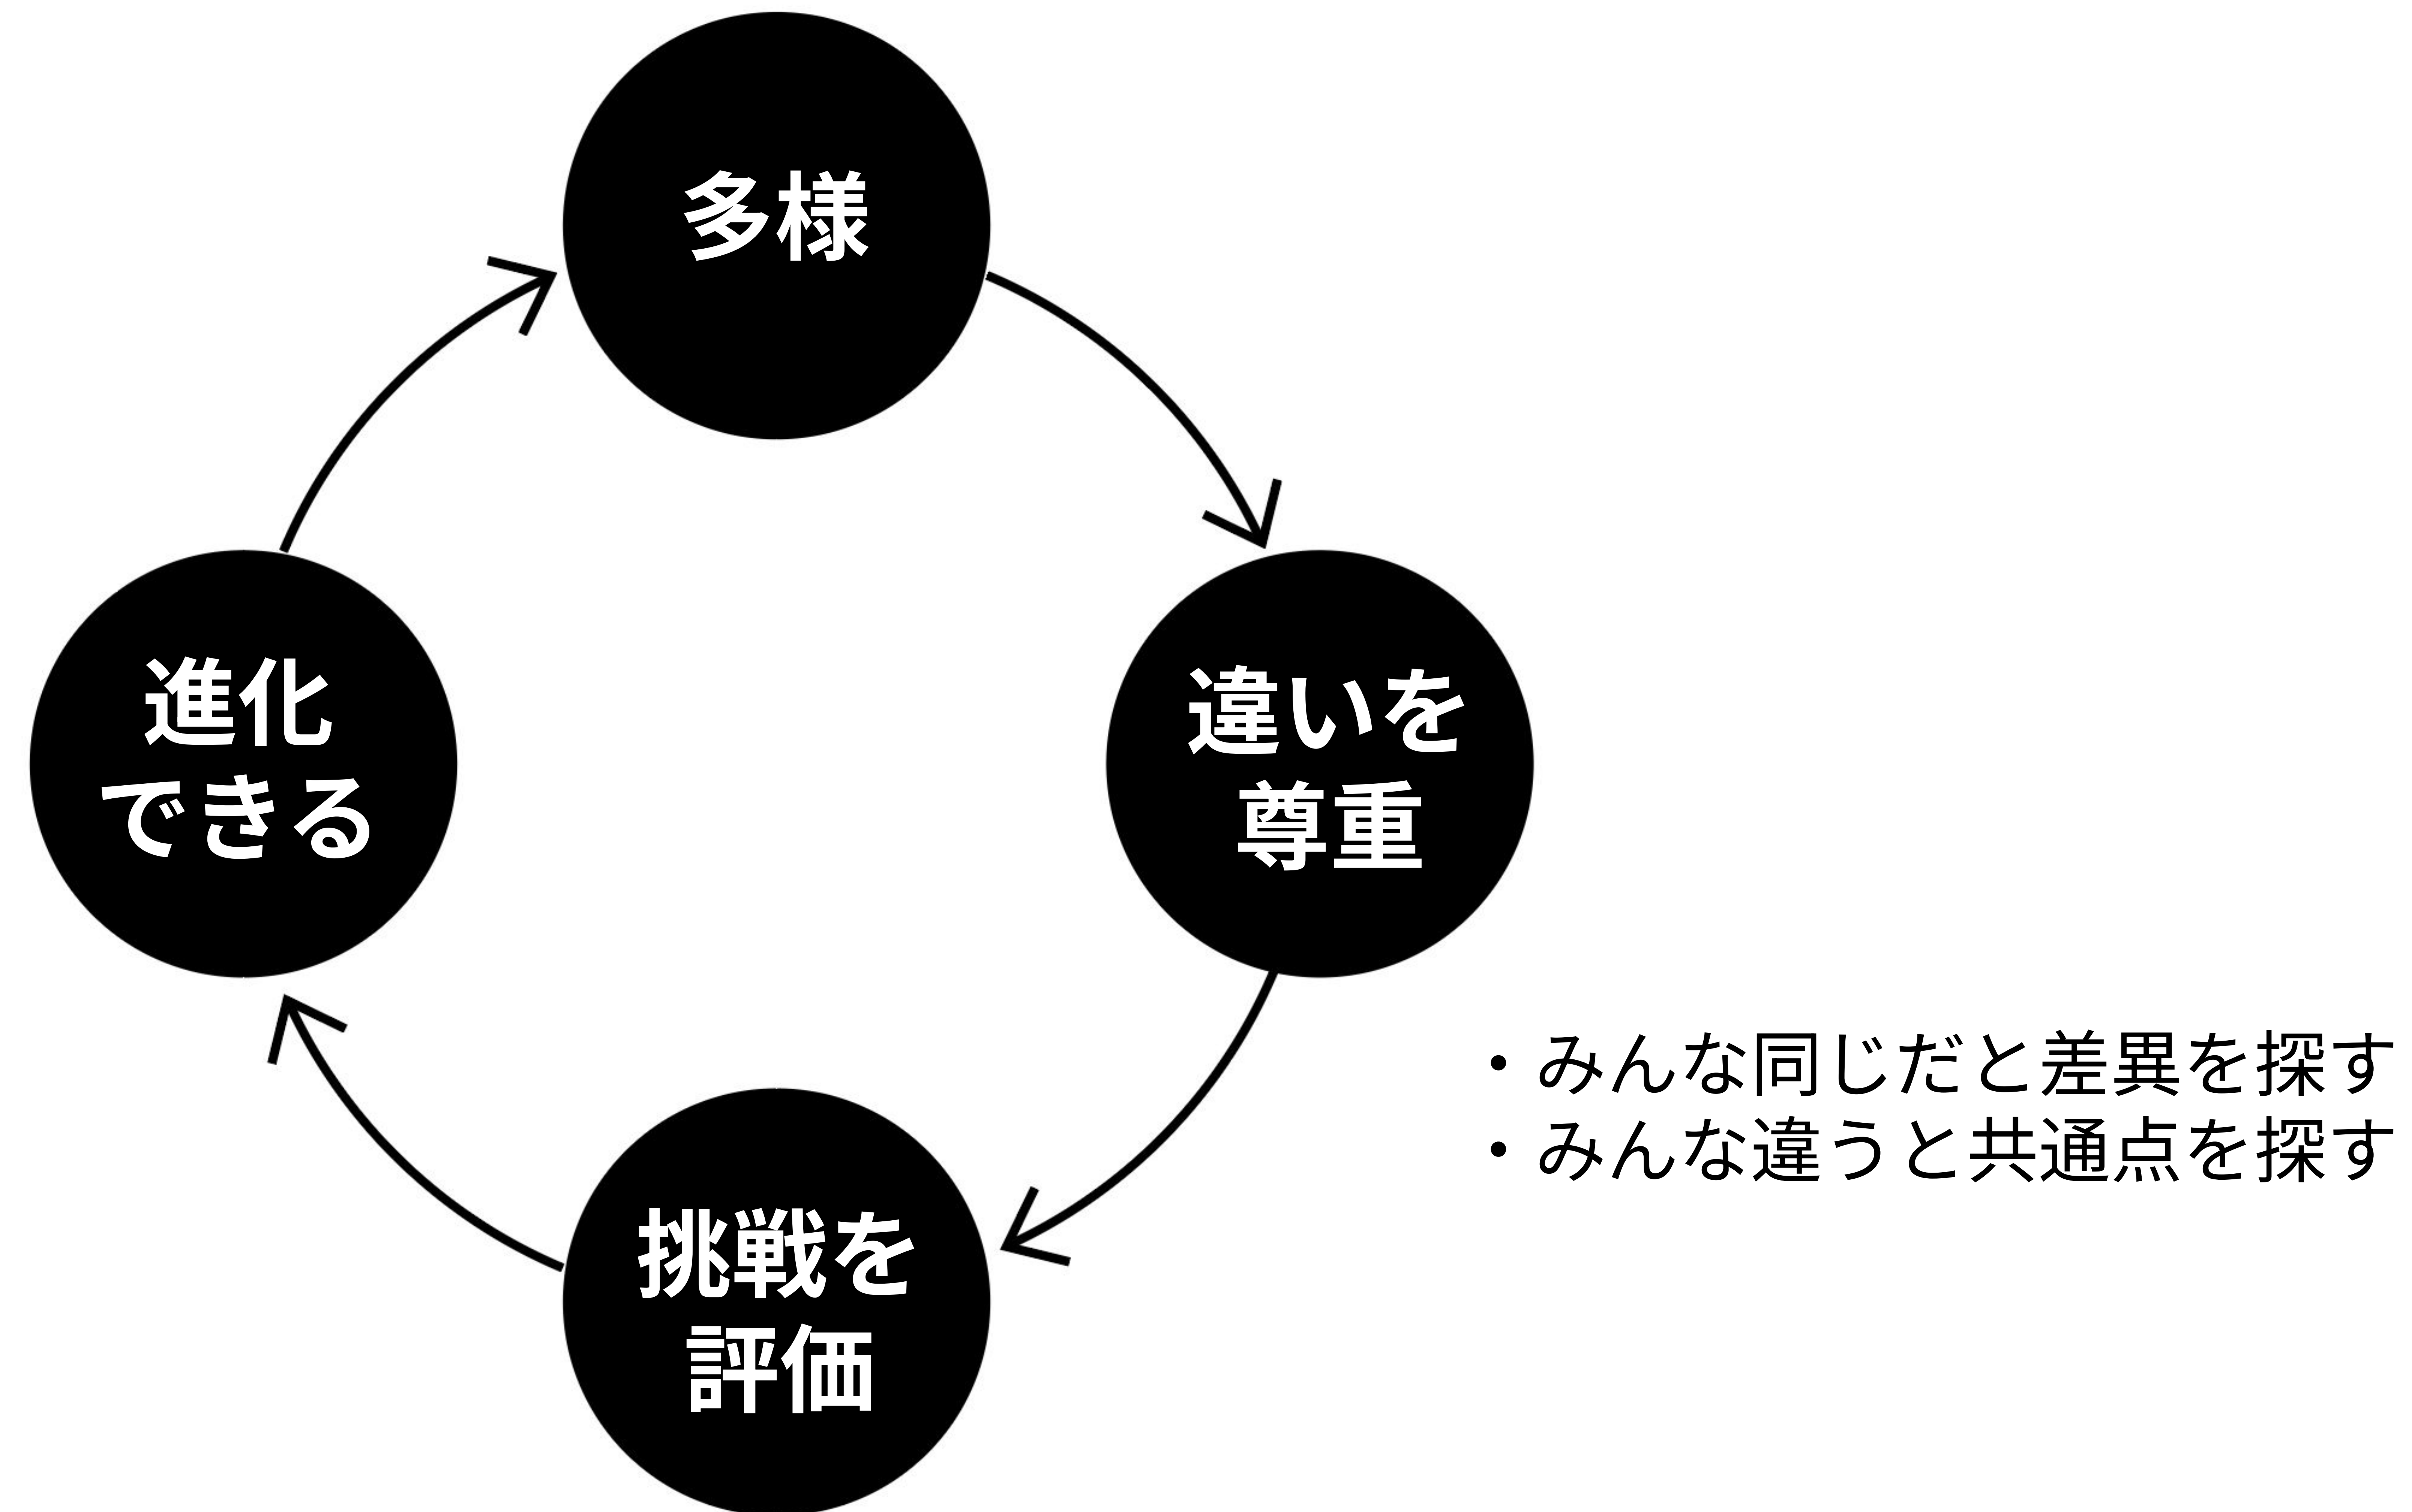 多様
違いを
尊重
挑戦を
評価
進化
できる
・みんな同じだと差異を探す
・みんな違うと共通点を探す